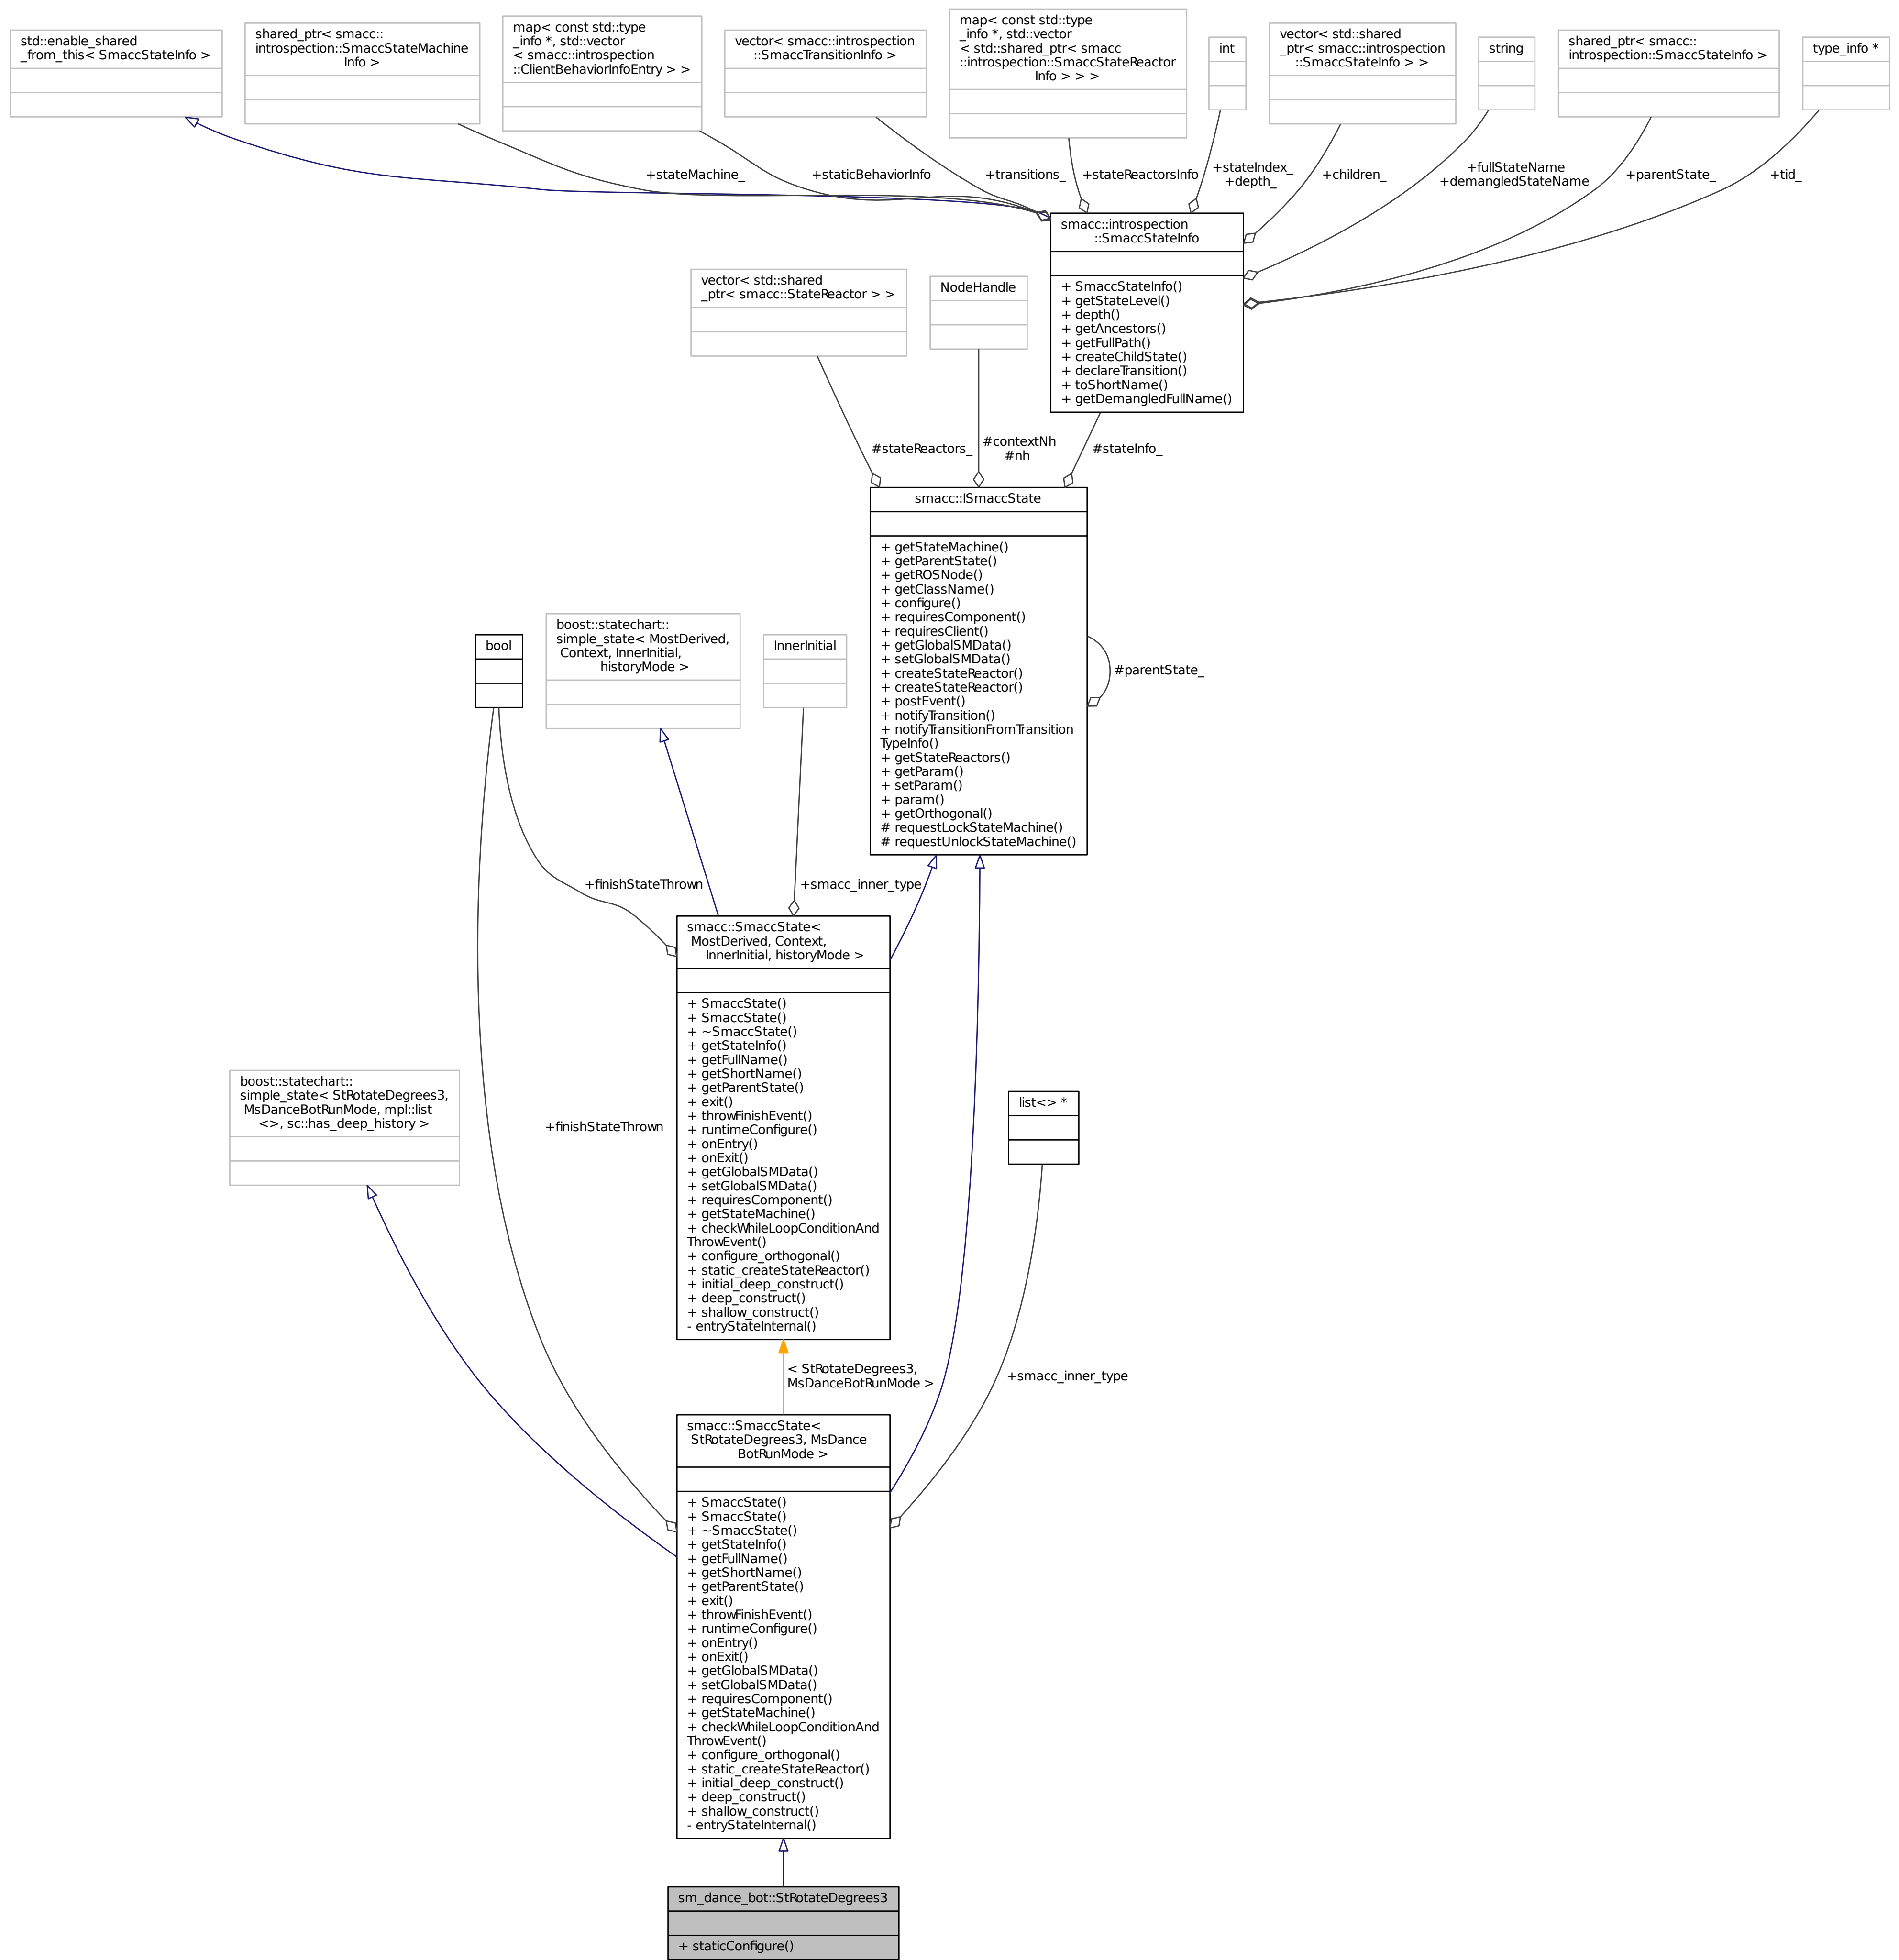 std::enable_shared
_from_this< SmaccStateInfo >
shared_ptr< smacc::
introspection::SmaccStateMachine
Info >
map< const std::type
_info *, std::vector
< smacc::introspection
::ClientBehaviorInfoEntry > >
vector< smacc::introspection
::SmaccTransitionInfo >
map< const std::type
_info *, std::vector
< std::shared_ptr< smacc
::introspection::SmaccStateReactor
Info > > >
int
vector< std::shared
_ptr< smacc::introspection
::SmaccStateInfo > >
string
shared_ptr< smacc::
introspection::SmaccStateInfo >
type_info *
+stateMachine_
+staticBehaviorInfo
+transitions_
+stateReactorsInfo
+stateIndex_
+depth_
+children_
+fullStateName
+demangledStateName
+parentState_
+tid_
smacc::introspection
::SmaccStateInfo
+ SmaccStateInfo()
+ getStateLevel()
+ depth()
+ getAncestors()
+ getFullPath()
+ createChildState()
+ declareTransition()
+ toShortName()
+ getDemangledFullName()
vector< std::shared
_ptr< smacc::StateReactor > >
NodeHandle
#stateReactors_
#contextNh
#nh
#stateInfo_
smacc::ISmaccState
+ getStateMachine()
+ getParentState()
+ getROSNode()
+ getClassName()
+ configure()
+ requiresComponent()
+ requiresClient()
+ getGlobalSMData()
+ setGlobalSMData()
+ createStateReactor()
+ createStateReactor()
+ postEvent()
+ notifyTransition()
+ notifyTransitionFromTransition
TypeInfo()
+ getStateReactors()
+ getParam()
+ setParam()
+ param()
+ getOrthogonal()
# requestLockStateMachine()
# requestUnlockStateMachine()
#parentState_
bool
boost::statechart::
simple_state< MostDerived,
Context, InnerInitial,
historyMode >
InnerInitial
+finishStateThrown
+smacc_inner_type
smacc::SmaccState<
MostDerived, Context,
InnerInitial, historyMode >
+ SmaccState()
+ SmaccState()
+ ~SmaccState()
+ getStateInfo()
+ getFullName()
+ getShortName()
+ getParentState()
+ exit()
+ throwFinishEvent()
+ runtimeConfigure()
+ onEntry()
+ onExit()
+ getGlobalSMData()
+ setGlobalSMData()
+ requiresComponent()
+ getStateMachine()
+ checkWhileLoopConditionAnd
ThrowEvent()
+ configure_orthogonal()
+ static_createStateReactor()
+ initial_deep_construct()
+ deep_construct()
+ shallow_construct()
- entryStateInternal()
boost::statechart::
simple_state< StRotateDegrees3,
MsDanceBotRunMode, mpl::list
<>, sc::has_deep_history >
+finishStateThrown
list<> *
< StRotateDegrees3,
MsDanceBotRunMode >
+smacc_inner_type
smacc::SmaccState<
StRotateDegrees3, MsDance
BotRunMode >
+ SmaccState()
+ SmaccState()
+ ~SmaccState()
+ getStateInfo()
+ getFullName()
+ getShortName()
+ getParentState()
+ exit()
+ throwFinishEvent()
+ runtimeConfigure()
+ onEntry()
+ onExit()
+ getGlobalSMData()
+ setGlobalSMData()
+ requiresComponent()
+ getStateMachine()
+ checkWhileLoopConditionAnd
ThrowEvent()
+ configure_orthogonal()
+ static_createStateReactor()
+ initial_deep_construct()
+ deep_construct()
+ shallow_construct()
- entryStateInternal()
sm_dance_bot::StRotateDegrees3
+ staticConfigure()